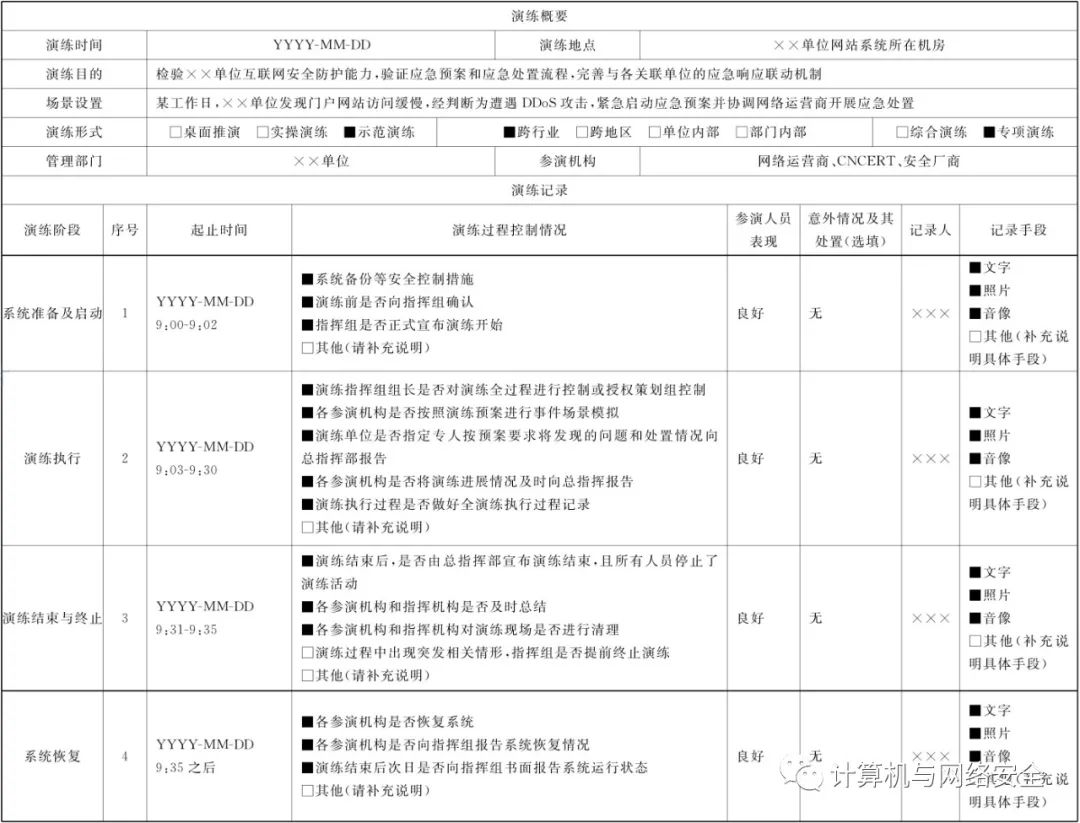 演练概要
演练时间 YYYY-MM-DD 演练地点 ××单位网站系统所在机房
演练目的 检验××单位互联网安全防护能力,验证应急预案和应急处置流程,完善与各关联单位的应急响应联动机制
场景设置 某工作日,××单位发现门户网站访问缓慢,经判断为遭遇 DDoS 攻击,紧急启动应急预案并协调网络运营商开展应急处置
演练形式 □桌面推演 □实操演练 ■示范演练 ■跨行业 □跨地区 □单位内部 □部门内部 □综合演练 ■专项演练
管理部门 ××单位 参演机构 网络运营商、CNCERT、安全厂商
演练记录
演练阶段 序号 起止时间 演练过程控制情况 参演人员
表现 意外情况及其
处置(选填) 记录人 记录手段
系统准备及启动 1 YYYY-MM-DD
9:00-9:02
■系统备份等安全控制措施
■演练前是否向指挥组确认
■指挥组是否正式宣布演练开始
□其他(请补充说明)
良好 无 ×××
■文字
■照片
■音像
□其他(补充说
明具体手段)
演练执行 2 YYYY-MM-DD
9:03-9:30
■演练指挥组组长是否对演练全过程进行控制或授权策划组控制
■各参演机构是否按照演练预案进行事件场景模拟
■演练单位是否指定专人按预案要求将发现的问题和处置情况向
总指挥部报告
■各参演机构是否将演练进展情况及时向总指挥报告
■演练执行过程是否做好全演练执行过程记录
□其他(请补充说明)
良好 无 ×××
■文字
■照片
■音像
□其他(补充说
明具体手段)
演练结束与终止 3 YYYY-MM-DD
9:31-9:35
■演练结束后,是否由总指挥部宣布演练结束,且所有人员停止了
演练活动
■各参演机构和指挥机构是否及时总结
■各参演机构和指挥机构对演练现场是否进行清理
□演练过程中出现突发相关情形,指挥组是否提前终止演练
□其他(请补充说明)
良好 无 ×××
■文字
■照片
■音像
□其他(补充说
明具体手段)
系统恢复 4 YYYY-MM-DD
9:35 之后
■各参演机构是否恢复系统
■各参演机构是否向指挥组报告系统恢复情况
■演练结束后次日是否向指挥组书面报告系统运行状态
□其他(请补充说明)
良好 无 ×××
■文字
■照片
■音像
充说
明具体手段)
计算机与网络安全